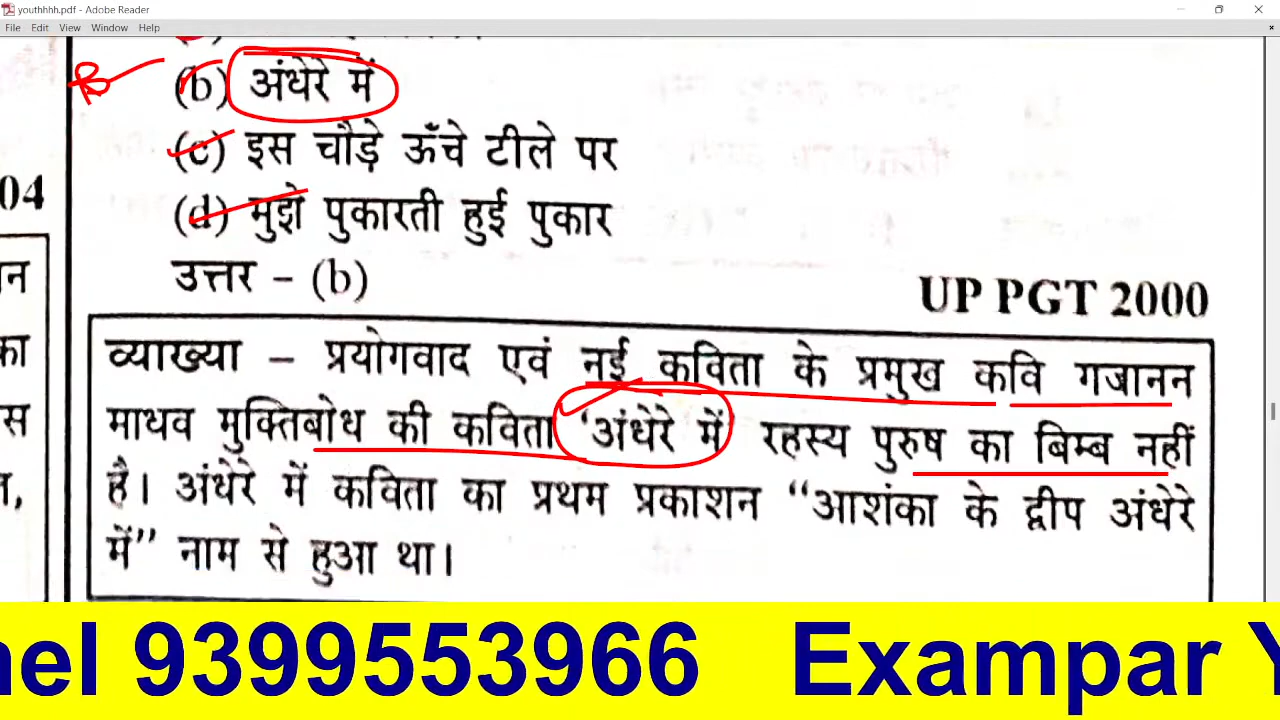 youthhhh.pdf - Adobe Reader
File Edit View Window Help
(b) अंधेरे में
(c) इस चौड़े ऊँचे टीले पर
(d) मुझे पुकारती हुई पुकार
उत्तर – (b)
UP PGT 2000
04
न
का
स
त,
व्याख्या – प्रयोगवाद एवं नई कविता के प्रमुख कवि गजानन
माधव मुक्तिबोध की कविता 'अंधेरे में' रहस्य पुरुष का बिम्ब नहीं
है। अंधेरे में कविता का प्रथम प्रकाशन "आशंका के द्वीप अंधेरे
में" नाम से हुआ था।
nel 9399553966 Exampar Y